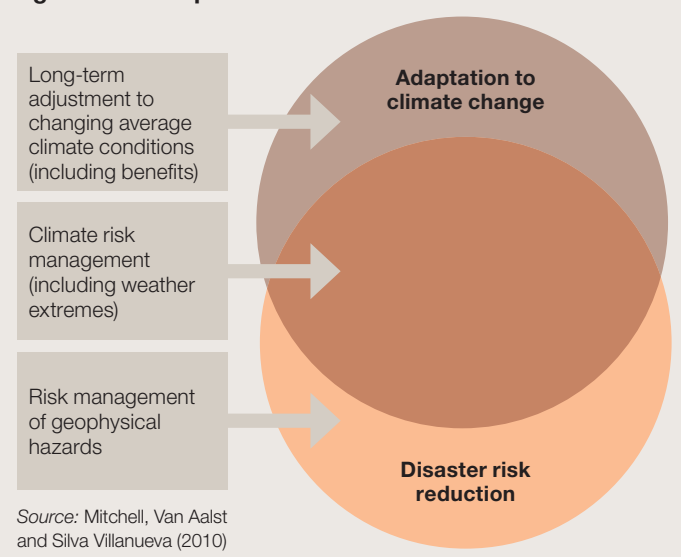 Long-term
adjustment to
changing average
climate conditions
(including benefits)
Adaptation to
climate change
Climate risk
management
(including weather
extremes)
Risk management
of geophysical
hazards
Disaster risk
reduction
Source: Mitchell, Van Aalst
and Silva Villanueva (2010)